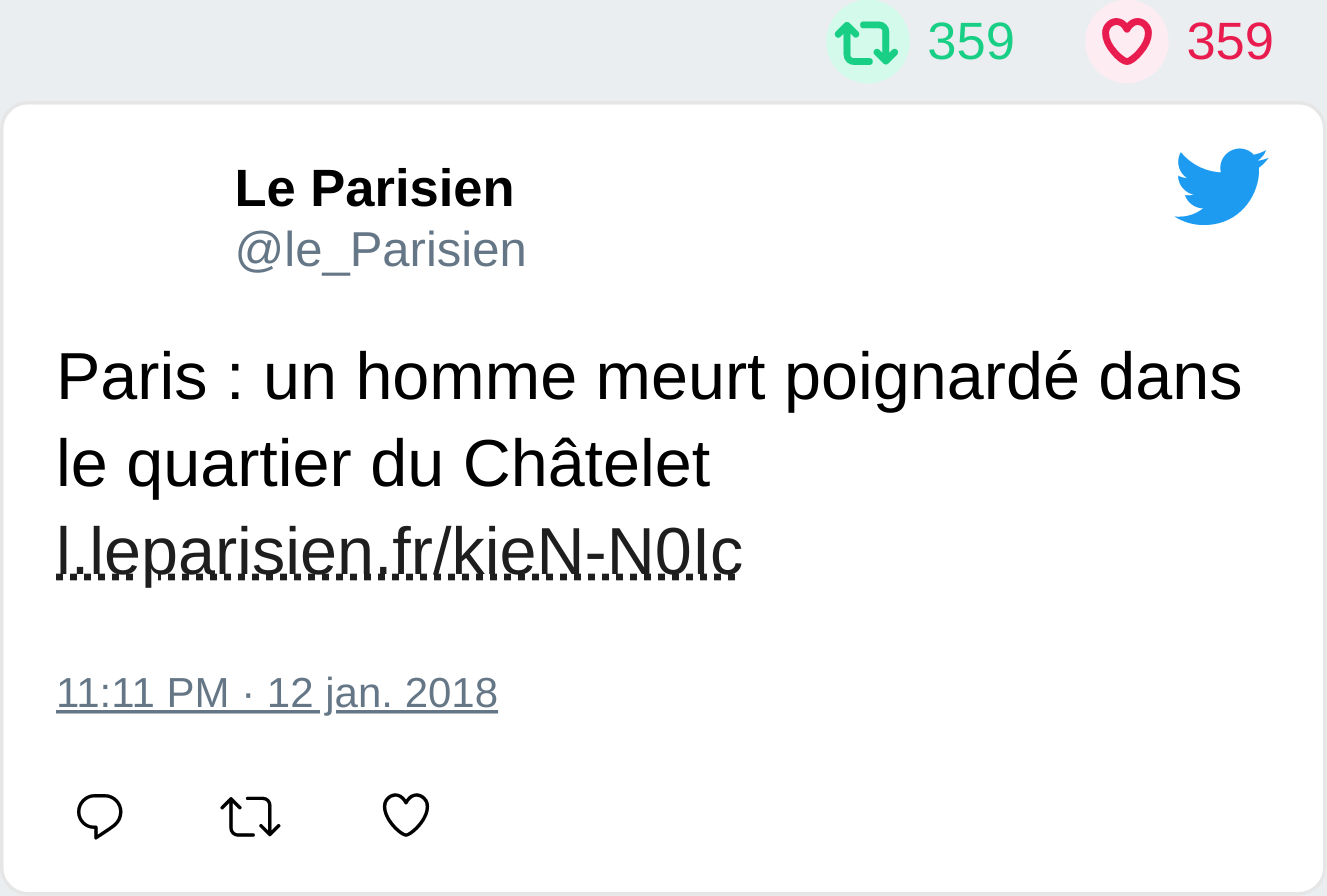 359 359
Le Parisien
@le_Parisien
Paris : un homme meurt poignardé dans
le quartier du Châtelet
l.leparisien.fr/kieN-N0Ic
11:11 PM · 12 jan. 2018